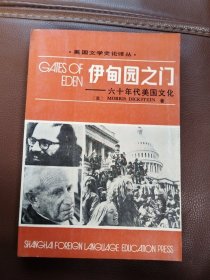 ·美国文学史论译丛·
GATES OF
EDEN
伊甸园之门
——六十年代美国文化
〔美〕MORRIS DICKSTEIN 著
SHANGHAI FOREIGN LANGUAGE EDUCATION PRESS